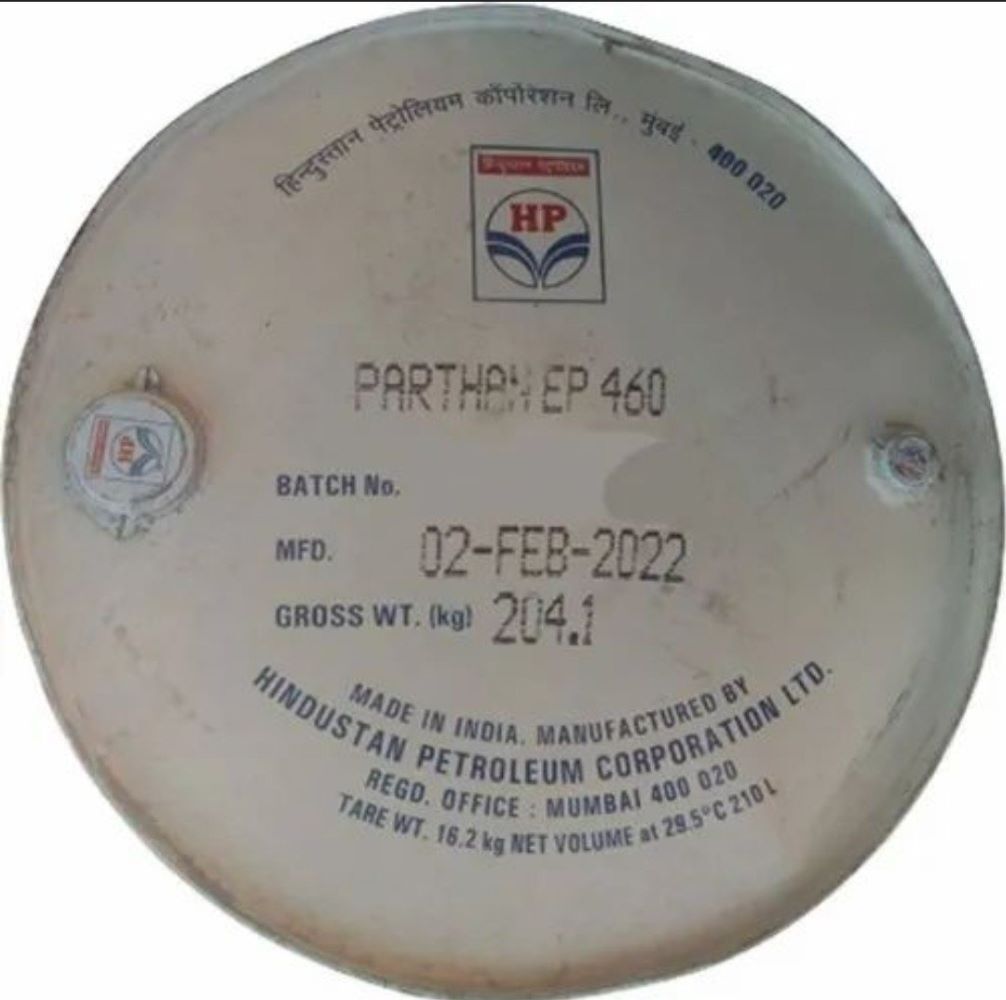 हिन्दुस्तान पेट्रोलियम कॉर्पोरेशन लि., मुंबई - 400 020
हिन्दुस्तान पेट्रोलियम
HP
PARTHAN EP 460
HP
BATCH No.
MFD. 02-FEB-2022
GROSS WT. (kg) 204.1
MADE IN INDIA. MANUFACTURED BY
HINDUSTAN PETROLEUM CORPORATION LTD.
REGD. OFFICE : MUMBAI 400 020
TARE WT. 16.2 kg NET VOLUME at 29.5°C 210 L